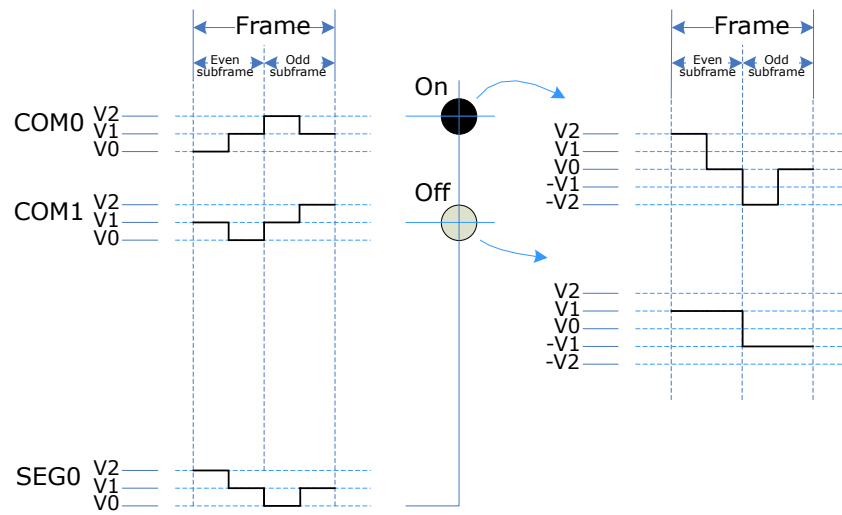 Frame
Even subframe
Odd subframe
COM0
V2
V1
V0
COM1
V2
V1
V0
SEG0
V2
V1
V0
On
Off
Frame
Even subframe
Odd subframe
V2
V1
V0
-V1
-V2
V2
V1
V0
-V1
-V2